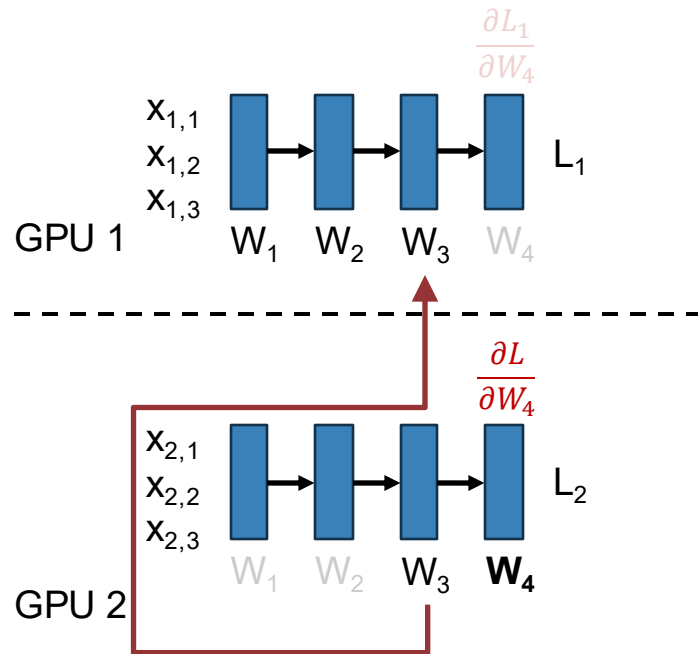 ∂L₁
∂W₄
x₁,₁
x₁,₂
x₁,₃
L₁
GPU 1
W₁ W₂ W₃ W₄
∂L
∂W₄
x₂,₁
x₂,₂
x₂,₃
L₂
W₁ W₂ W₃ W₄
GPU 2